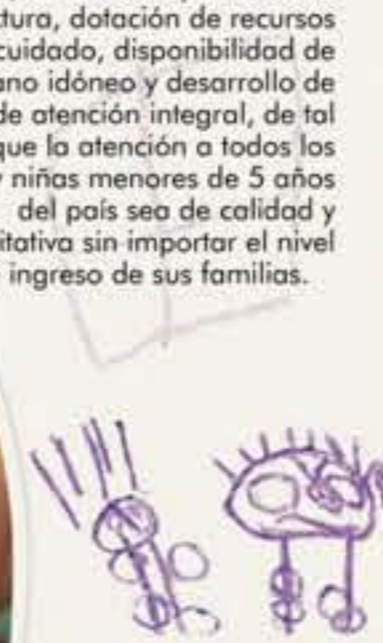 tura, dotación de recursos
cuidado, disponibilidad de
ano idóneo y desarrollo de
de atención integral, de tal
que la atención a todos los
y niñas menores de 5 años
del país sea de calidad y
itativa sin importar el nivel
ingreso de sus familias.